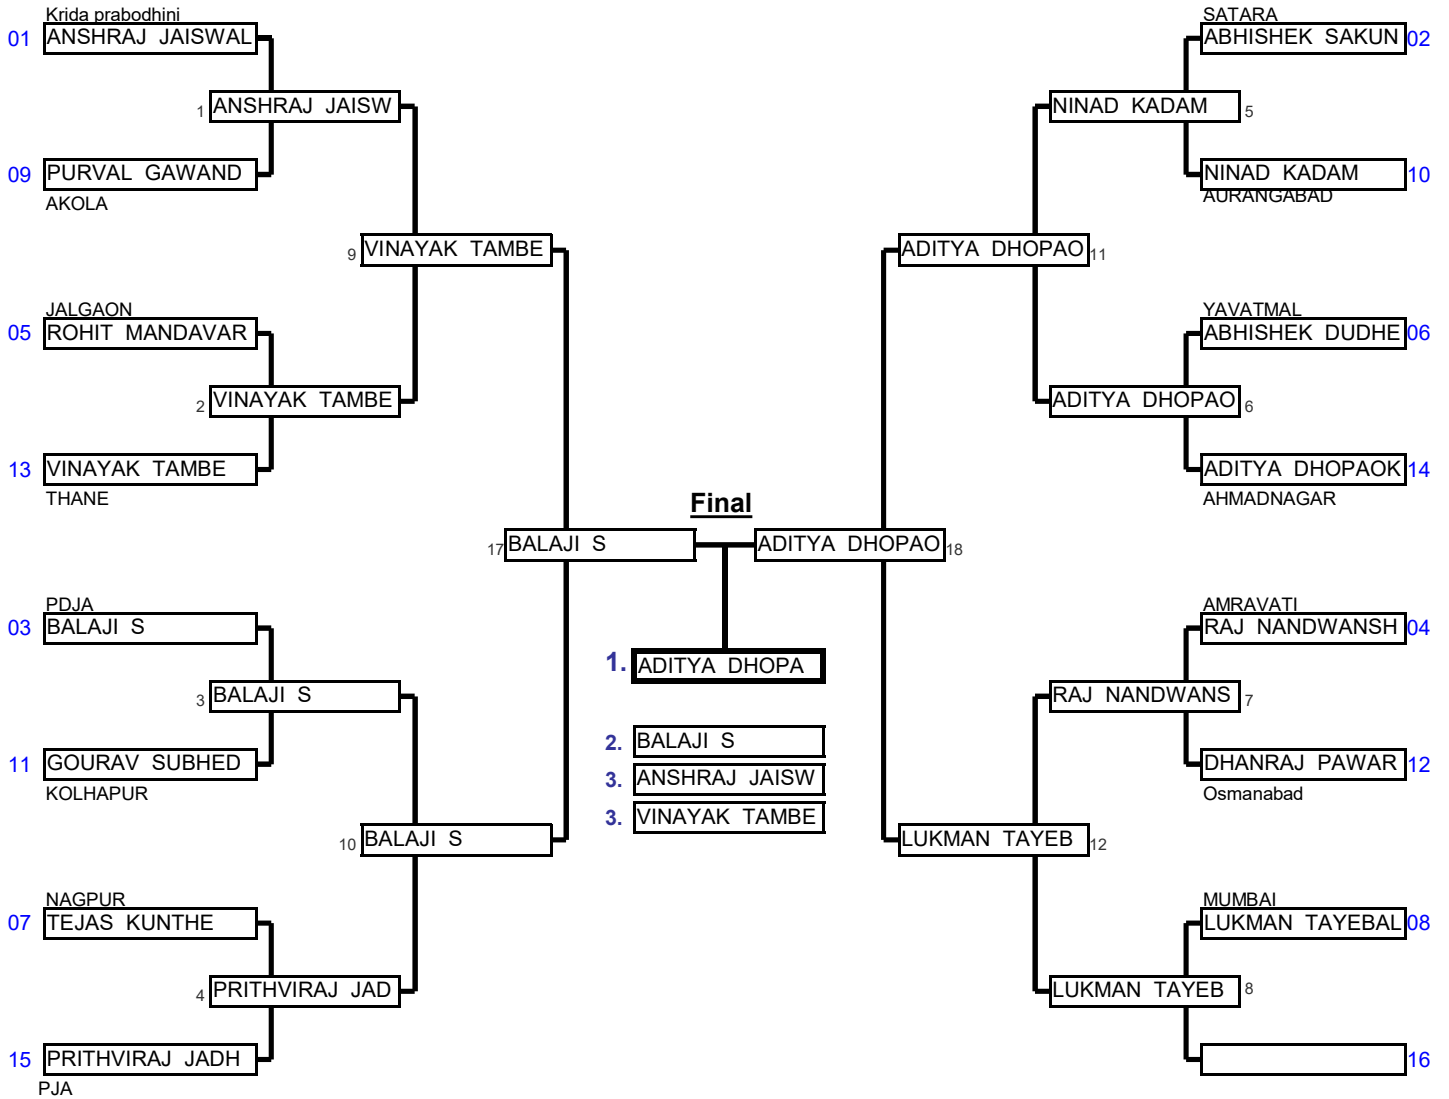 Krida prabodhini
01 ANSHRAJ JAISWAL
1 ANSHRAJ JAISW
09 PURVAL GAWAND
AKOLA
9 VINAYAK TAMBE
JALGAON
05 ROHIT MANDAVAR
2 VINAYAK TAMBE
13 VINAYAK TAMBE
THANE
17 BALAJI S
PDJA
03 BALAJI S
3 BALAJI S
11 GOURAV SUBHED
KOLHAPUR
10 BALAJI S
NAGPUR
07 TEJAS KUNTHE
4 PRITHVIRAJ JAD
15 PRITHVIRAJ JADH
PJA
Final
1. ADITYA DHOPA
2. BALAJI S
3. ANSHRAJ JAISW
3. VINAYAK TAMBE
SATARA
ABHISHEK SAKUN 02
NINAD KADAM 5
NINAD KADAM 10
AURANGABAD
ADITYA DHOPAO 11
YAVATMAL
ABHISHEK DUDHE 06
ADITYA DHOPAO 6
ADITYA DHOPAOK 14
AHMADNAGAR
ADITYA DHOPAO 18
AMRAVATI
RAJ NANDWANSH 04
RAJ NANDWANS 7
DHANRAJ PAWAR 12
Osmanabad
LUKMAN TAYEB 12
MUMBAI
LUKMAN TAYEBAL 08
LUKMAN TAYEB 8
16